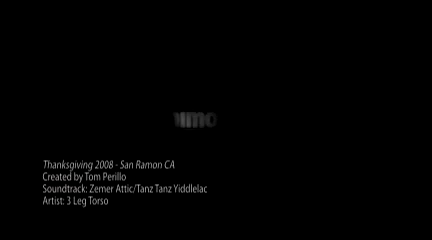 Thanksgiving 2008 - San Ramon CA
Created by Tom Perillo
Soundtrack: Zemer Attic/Tanz Tanz Yiddlelac
Artist: 3 Leg Torso